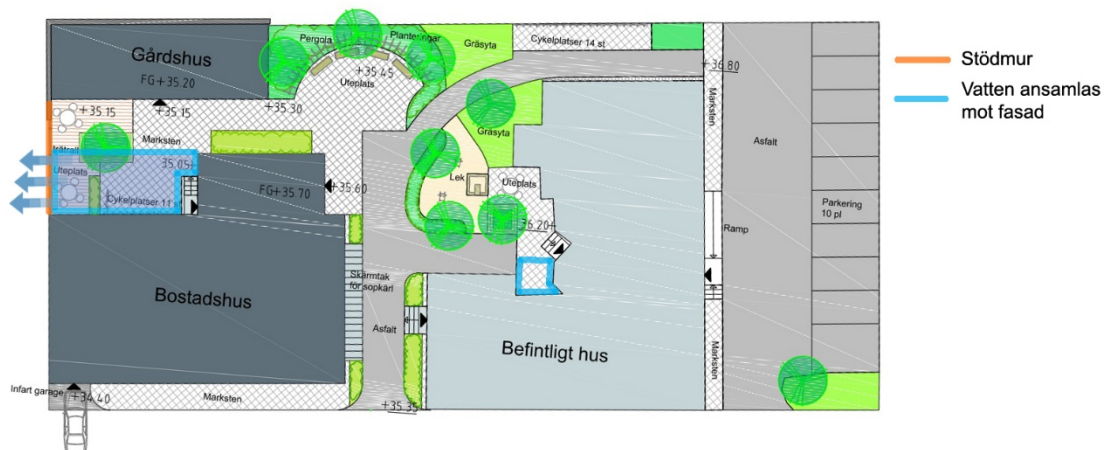 Gårdshus
FG+35.20
Pergola
Planteringar
+35.45
Uteplats
+35.30
Gräsyta
Cykelplatser 14 st
+36.80
Marksten
Asfalt
+35.15
+35.15
Marksten
Uteplats
35.05+
Cykelplatser 11
FG+35.70
+35.60
Gräsyta
Lek
Uteplats
36.20+
Ramp
Parkering
10 pl
Bostadshus
Skärmtak
för sopkärl
Asfalt
Befintligt hus
Marksten
Infart garage
+34.40
Marksten
+35.35
Stödmur
Vatten ansamlas
mot fasad